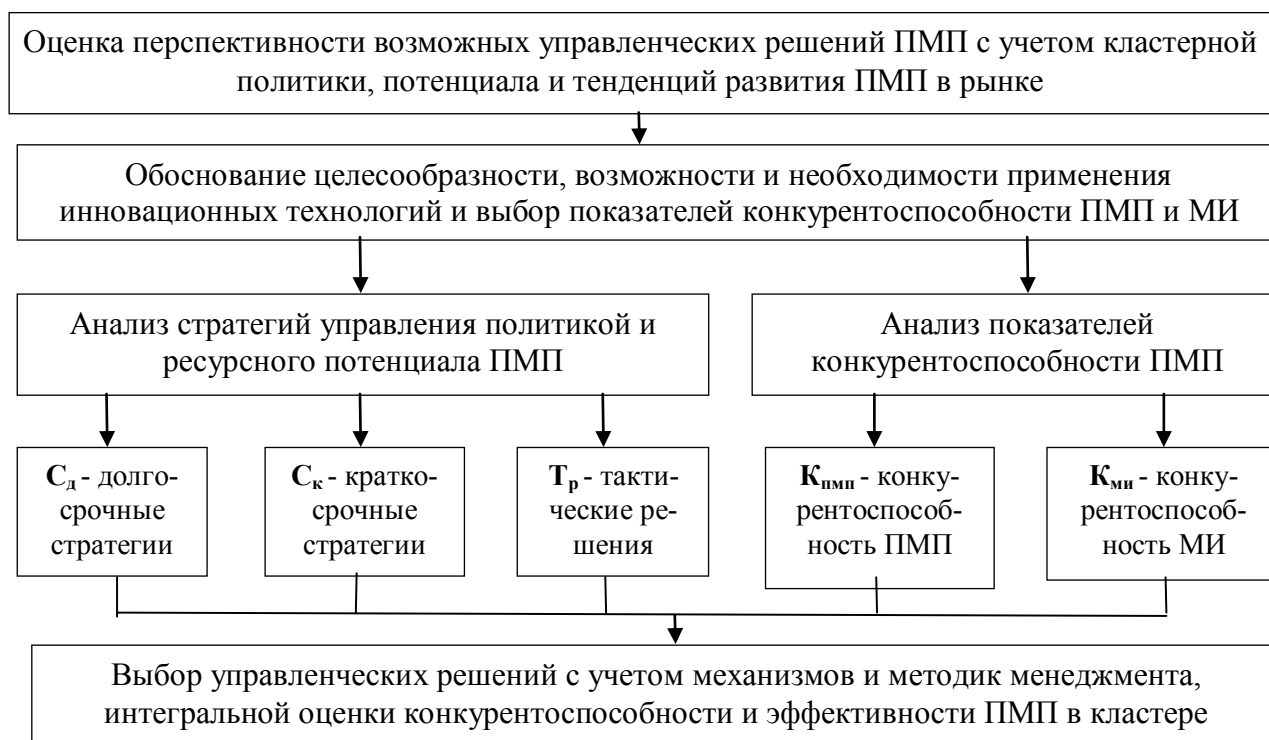 Оценка перспективности возможных управленческих решений ПМП с учетом кластерной
политики, потенциала и тенденций развития ПМП в рынке
Обоснование целесообразности, возможности и необходимости применения
инновационных технологий и выбор показателей конкурентоспособности ПМП и МИ
Анализ стратегий управления политикой и
ресурсного потенциала ПМП
Анализ показателей
конкурентоспособности ПМП
Сд - долго-
срочные
стратегии
Ск - кратко-
срочные
стратегии
Тр - такти-
ческие ре-
шения
Кпмп - конку-
рентоспособ-
ность ПМП
Кми - конку-
рентоспособ-
ность МИ
Выбор управленческих решений с учетом механизмов и методик менеджмента,
интегральной оценки конкурентоспособности и эффективности ПМП в кластере